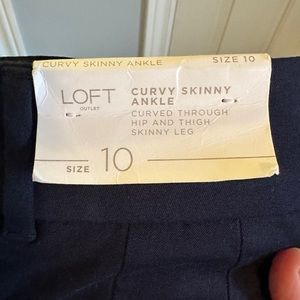 CURVY SKINNY ANKLE SIZE 10
LOFT
OUTLET
CURVY SKINNY
ANKLE
CURVED THROUGH
HIP AND THIGH
SKINNY LEG
SIZE 10